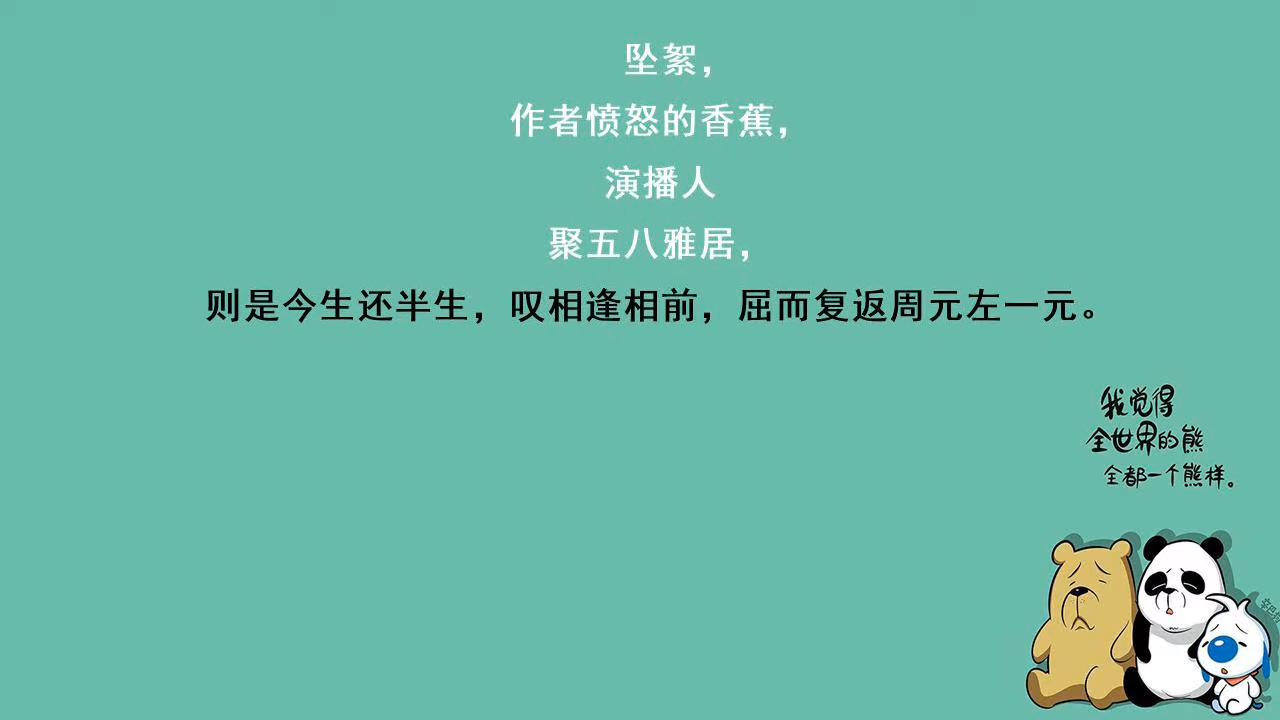 坠絮，
作者愤怒的香蕉，
演播人
聚五八雅居，
则是今生还半生，叹相逢相前，屈而复返周元左一元。
我觉得
全世界的熊
全都一个熊样。